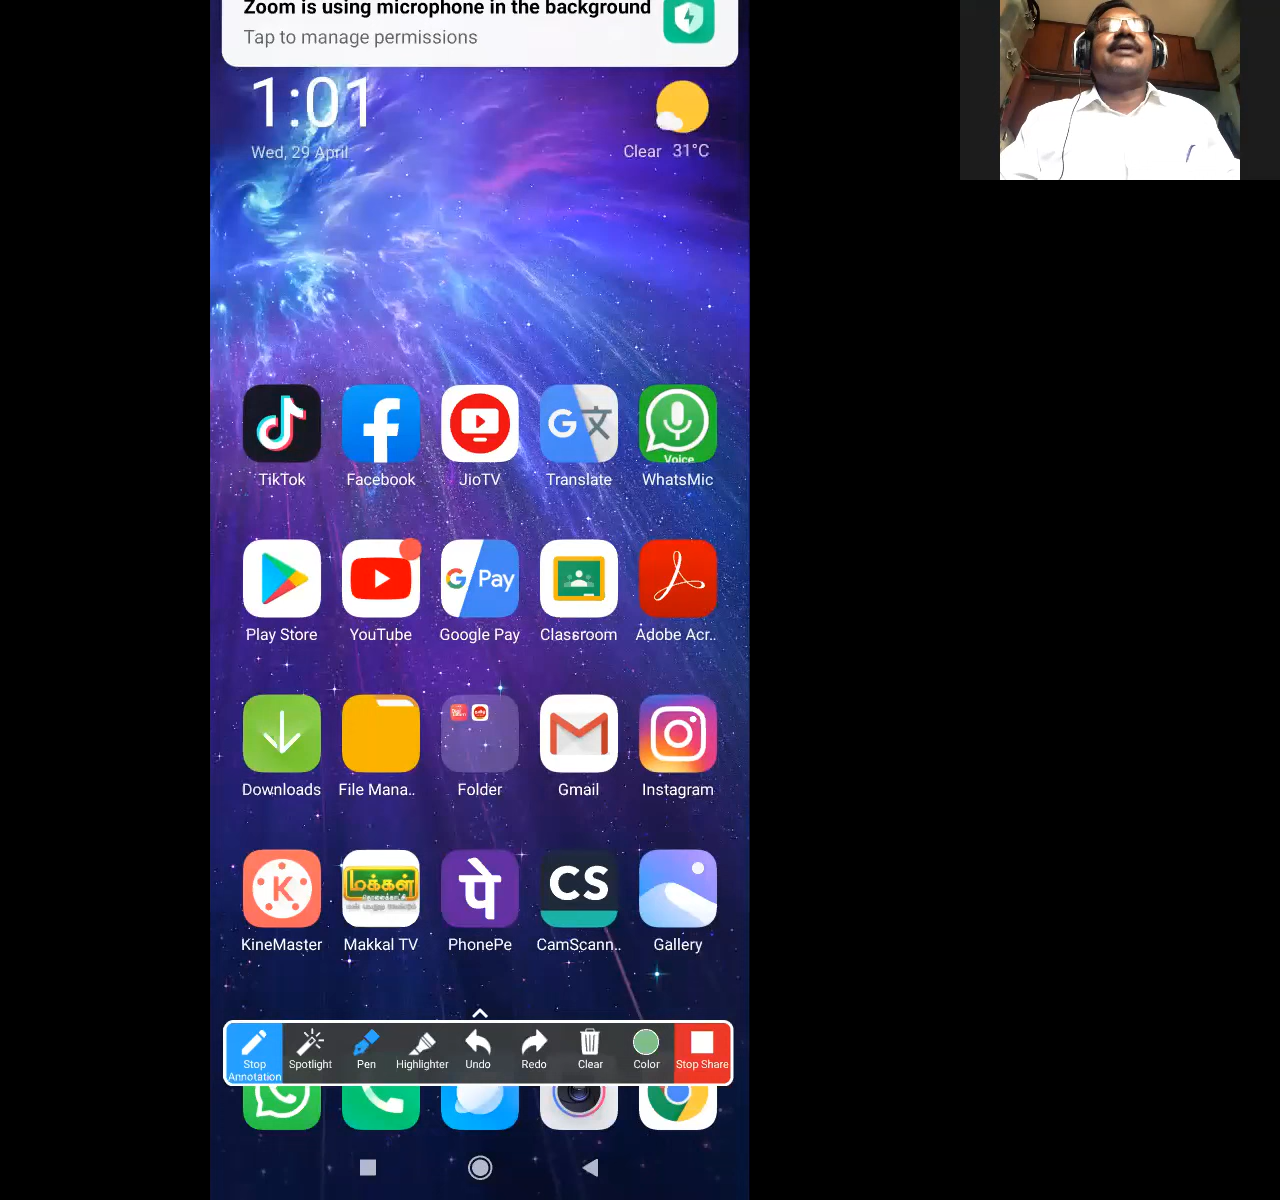 Zoom is using microphone in the background
Tap to manage permissions
1:01
Wed, 29 April
Clear 31°C
Voice
TikTok Facebook JioTV Translate WhatsMic
G Pay
Play Store YouTube Google Pay Classroom Adobe Acr..
Downloads File Mana.. Folder Gmail Instagram
K மக்கள் पे CS
தொலைக்காட்சி
KineMaster Makkal TV PhonePe CamScann.. Gallery
Stop Annotation Spotlight Pen Highlighter Undo Redo Clear Color Stop Share